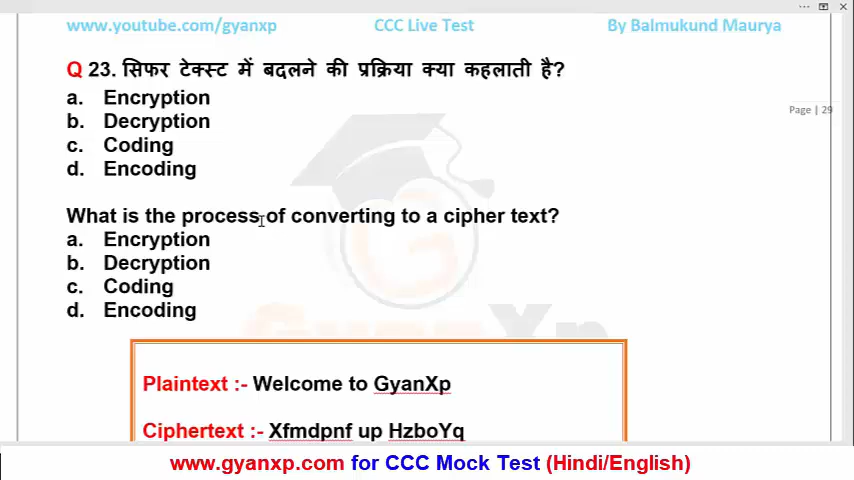 www.youtube.com/gyanxp CCC Live Test By Balmukund Maurya
Q 23. सिफर टेक्स्ट में बदलने की प्रक्रिया क्या कहलाती है?
a. Encryption
Page | 29
b. Decryption
c. Coding
d. Encoding
What is the process of converting to a cipher text?
a. Encryption
b. Decryption
c. Coding
d. Encoding
GyanXp
Plaintext :- Welcome to GyanXp
Ciphertext :- Xfmdpnf up HzboYq
www.gyanxp.com for CCC Mock Test (Hindi/English)